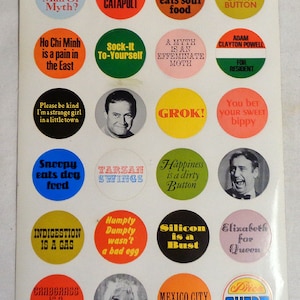 Myth?
CATAPULT
eats soul
food
BUTTON
Ho Chi Minh
is a pain in
the East
Sock-It
To-Yourself
A MYTH
IS AN
EFFEMINATE
MOTH
ADAM
CLAYTON POWELL
FOR
RESIDENT
Please be kind
I'm a strange girl
in a little town
GROK!
You bet
your sweet
bippy
Snoopy
eats dog
food
TARZAN
SWINGS
Happiness
is a dirty
Button
INDIGESTION
IS A GAS
Humpty
Dumpty
wasn't
a bad egg
Silicon
is a
Bust
Elizabeth
for
Queen
MEXICO CITY